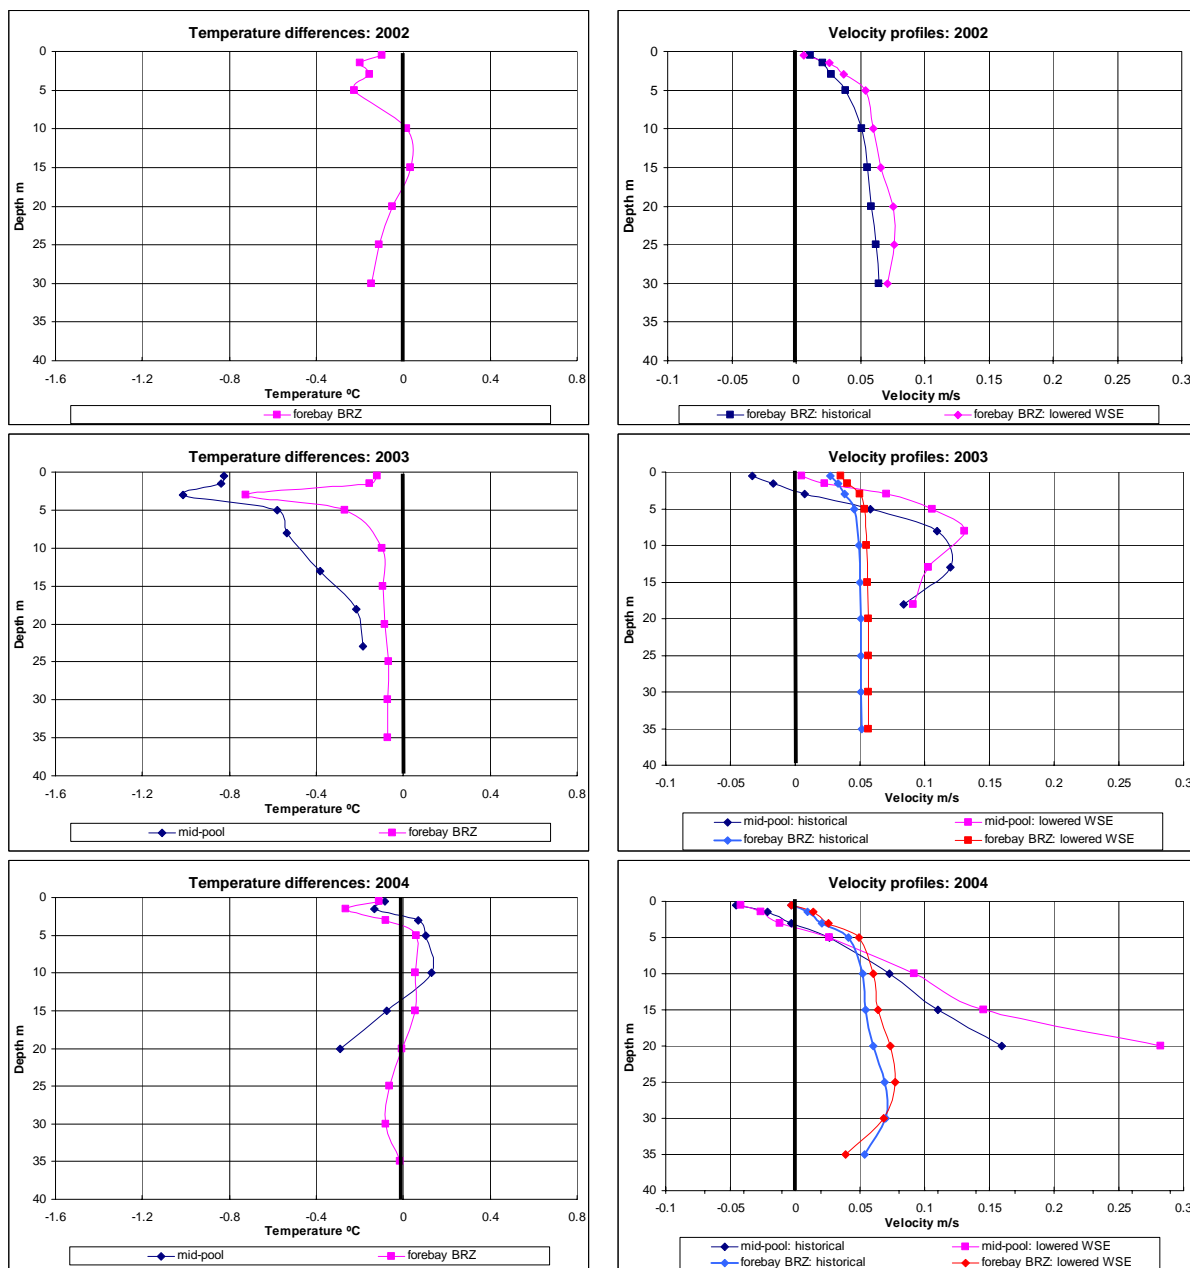 Temperature differences: 2002
0
5
10
15
20
25
30
35
40
Depth m
-1.6 -1.2 -0.8 -0.4 0 0.4 0.8
Temperature ºC
forebay BRZ
Velocity profiles: 2002
0
5
10
15
20
25
30
35
40
Depth m
-0.1 -0.05 0 0.05 0.1 0.15 0.2 0.25 0.3
Velocity m/s
forebay BRZ: historical forebay BRZ: lowered WSE
Temperature differences: 2003
0
5
10
15
20
25
30
35
40
Depth m
-1.6 -1.2 -0.8 -0.4 0 0.4 0.8
Temperature ºC
mid-pool forebay BRZ
Velocity profiles: 2003
0
5
10
15
20
25
30
35
40
Depth m
-0.1 -0.05 0 0.05 0.1 0.15 0.2 0.25 0.3
Velocity m/s
mid-pool: historical mid-pool: lowered WSE
forebay BRZ: historical forebay BRZ: lowered WSE
Temperature differences: 2004
0
5
10
15
20
25
30
35
40
Depth m
-1.6 -1.2 -0.8 -0.4 0 0.4 0.8
Temperature ºC
mid-pool forebay BRZ
Velocity profiles: 2004
0
5
10
15
20
25
30
35
40
Depth m
-0.1 -0.05 0 0.05 0.1 0.15 0.2 0.25 0.3
Velocity m/s
mid-pool: historical mid-pool: lowered WSE
forebay BRZ: historical forebay BRZ: lowered WSE